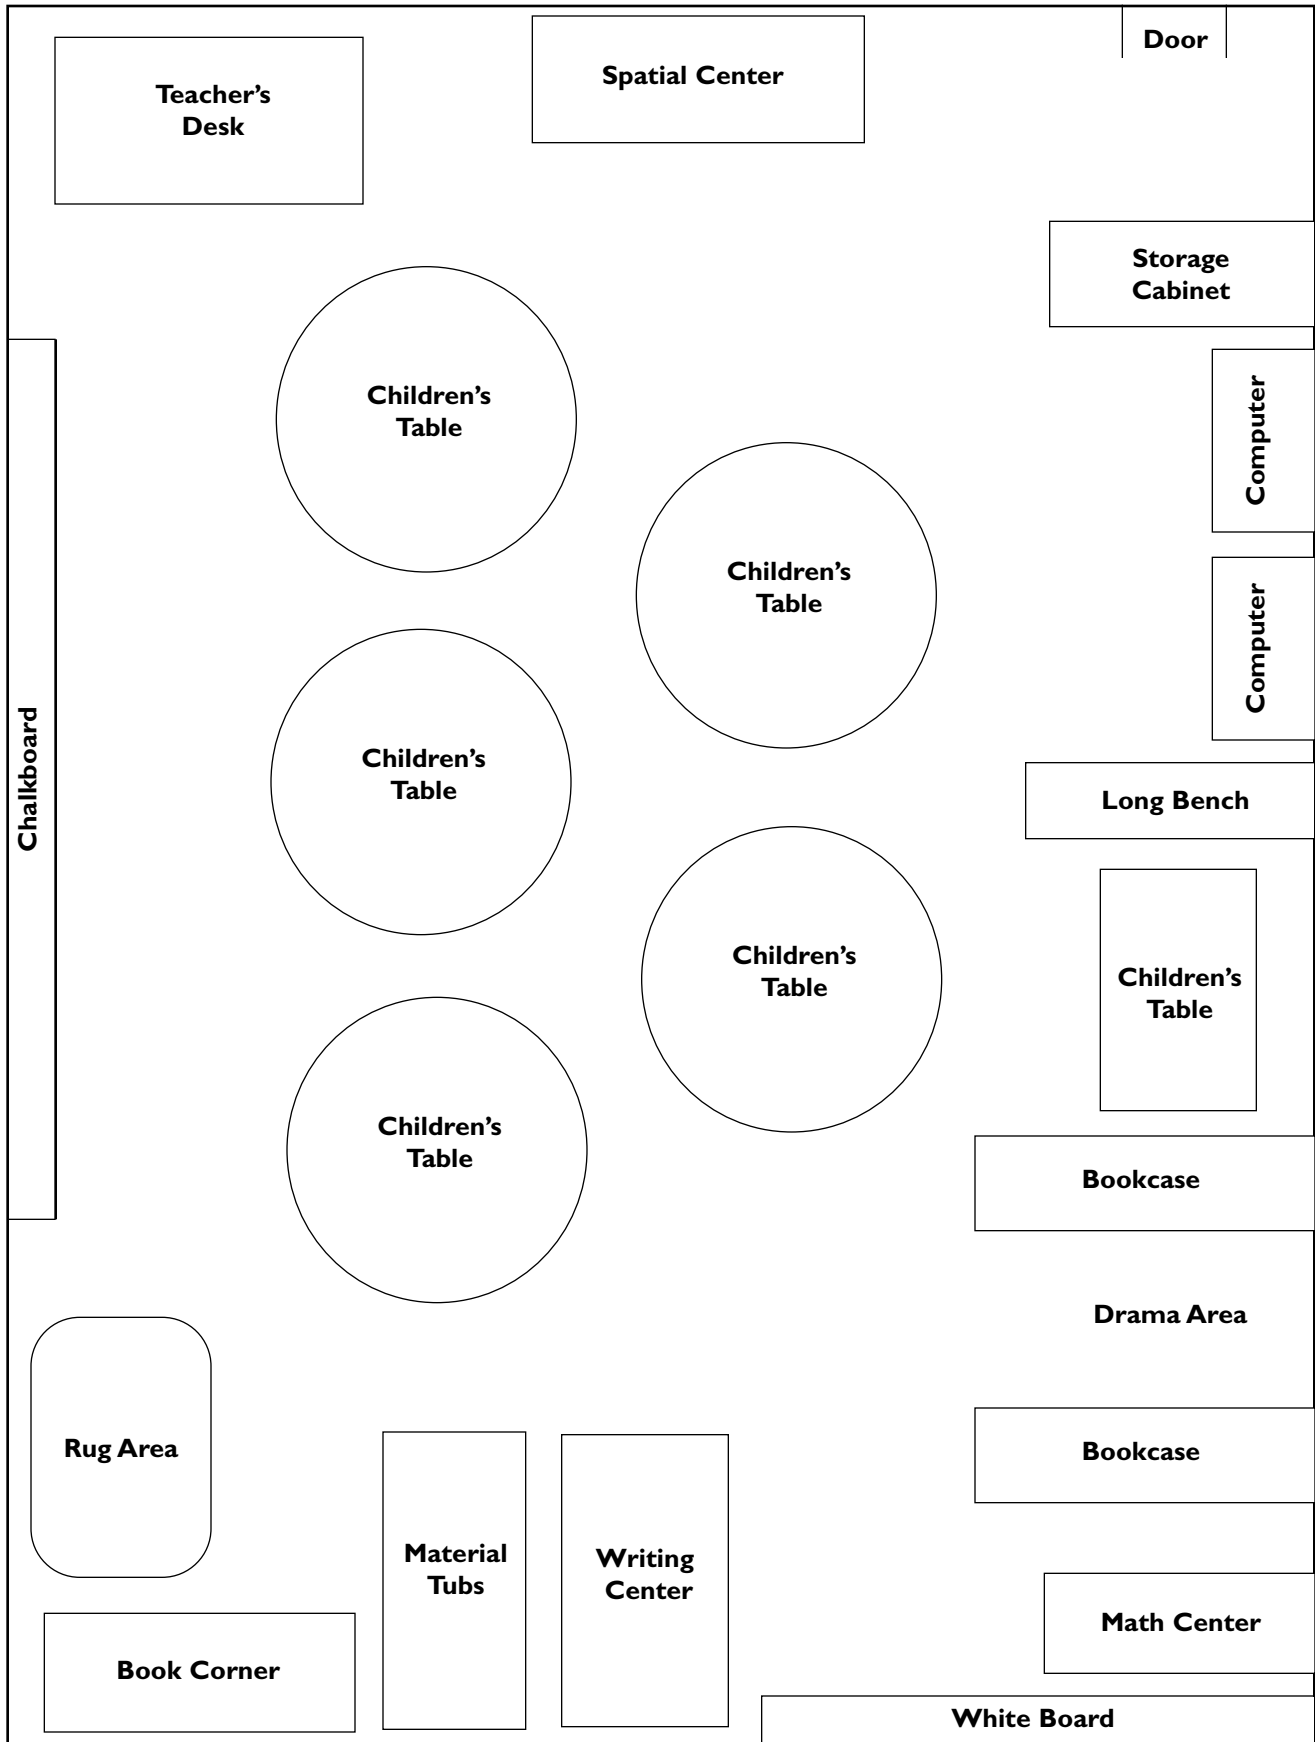 Door
Spatial Center
Teacher’s
Desk
Storage
Cabinet
Children’s
Table
Computer
Children’s
Table
Computer
Chalkboard
Children’s
Table
Long Bench
Children’s
Table
Children’s
Table
Children’s
Table
Bookcase
Drama Area
Rug Area
Bookcase
Material
Tubs
Writing
Center
Math Center
Book Corner
White Board